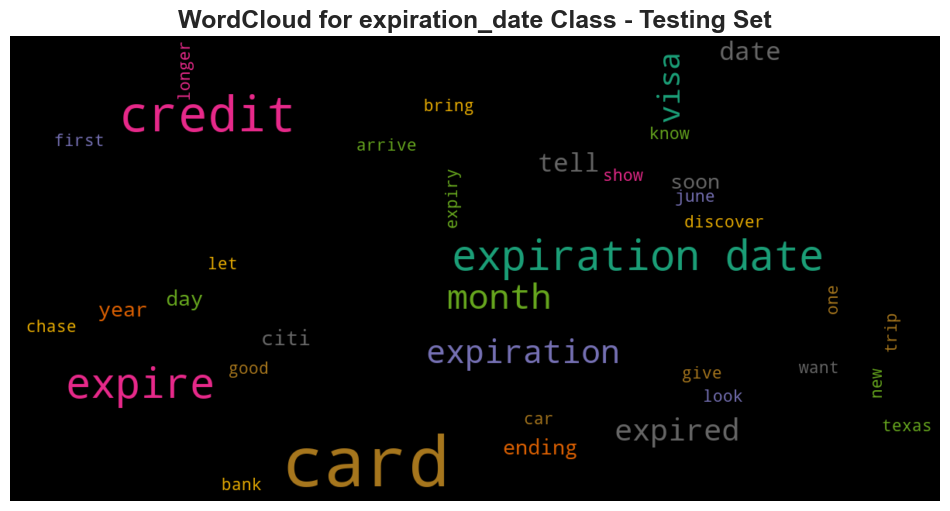 WordCloud for expiration_date Class - Testing Set
longer
date
visa
credit
bring
first
arrive
know
tell
show
soon
expiry
june
discover
expiration date
let
month
day
year
one
chase
citi
trip
expiration
good
expire
give
want
new
look
car
expired
texas
ending
card
bank